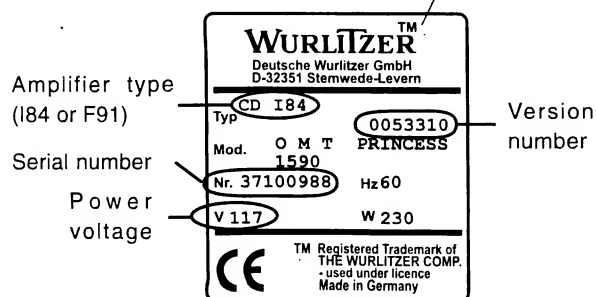 WURLITZER TM
Deutsche Wurlitzer GmbH
D-32351 Stemwede-Levern
Amplifier type
(I84 or F91)
Typ CD I84
0053310
Version
number
Mod. O M T PRINCESS
1590
Serial number
Nr. 37100988 Hz 60
Power
voltage
V 117 W 230
CE
TM Registered Trademark of
THE WURLITZER COMP.
- used under licence
Made in Germany